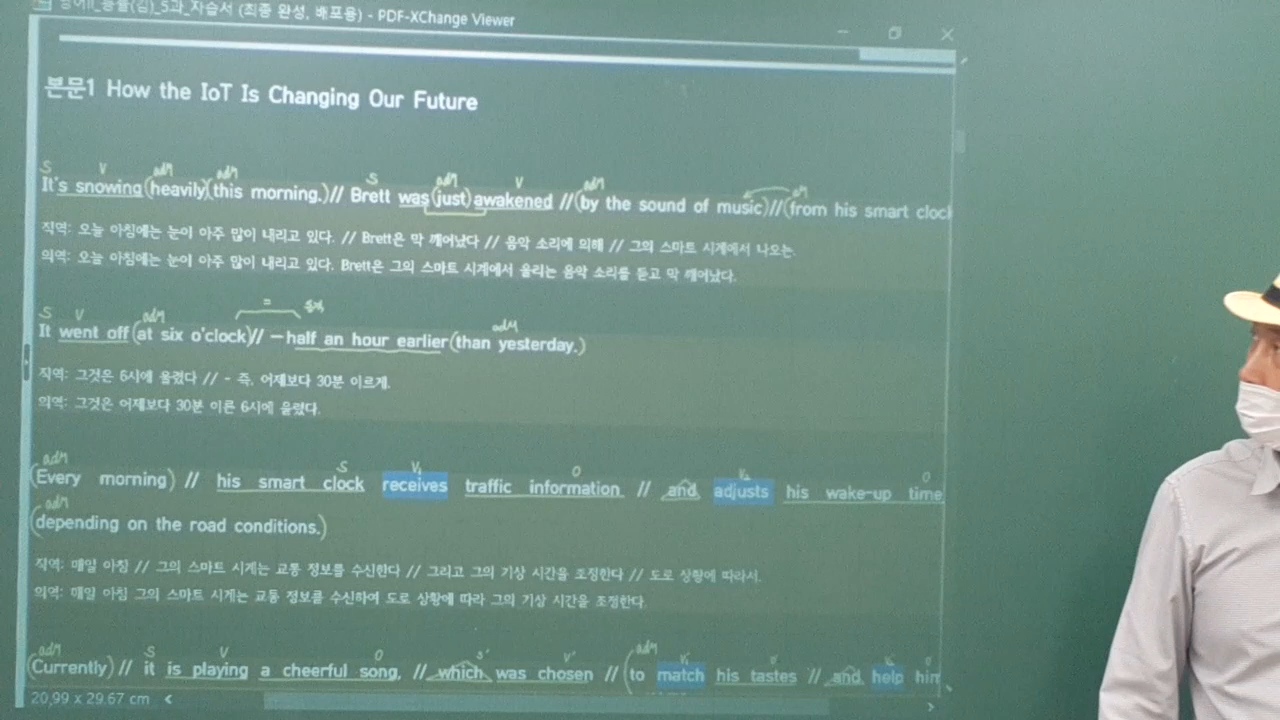 영어II_능률(김)_5과_자습서 (최종 완성, 배포용) - PDF-XChange Viewer
본문1 How the IoT Is Changing Our Future
S V adm adm S adm V adm
It's snowing (heavily)(this morning.)// Brett was (just) awakened //(by the sound of music)//(from his smart clock
직역: 오늘 아침에는 눈이 아주 많이 내리고 있다. // Brett은 막 깨어났다 // 음악 소리에 의해 // 그의 스마트 시계에서 나오는.
의역: 오늘 아침에는 눈이 아주 많이 내리고 있다. Brett은 그의 스마트 시계에서 울리는 음악 소리를 듣고 막 깨어났다.
S V adm = 동격 adm
It went off (at six o'clock)// –half an hour earlier(than yesterday.)
직역: 그것은 6시에 울렸다 // - 즉, 어제보다 30분 이르게.
의역: 그것은 어제보다 30분 이른 6시에 울렸다.
adm S V₁ O V₂ O
(Every morning) // his smart clock receives traffic information // and adjusts his wake-up time
adm
(depending on the road conditions.)
직역: 매일 아침 // 그의 스마트 시계는 교통 정보를 수신한다 // 그리고 그의 기상 시간을 조정한다 // 도로 상황에 따라서.
의역: 매일 아침 그의 스마트 시계는 교통 정보를 수신하여 도로 상황에 따라 그의 기상 시간을 조정한다.
adm S V O s' v' adm
(Currently) // it is playing a cheerful song, // which was chosen // (to match his tastes // and help him
20,99 x 29.67 cm